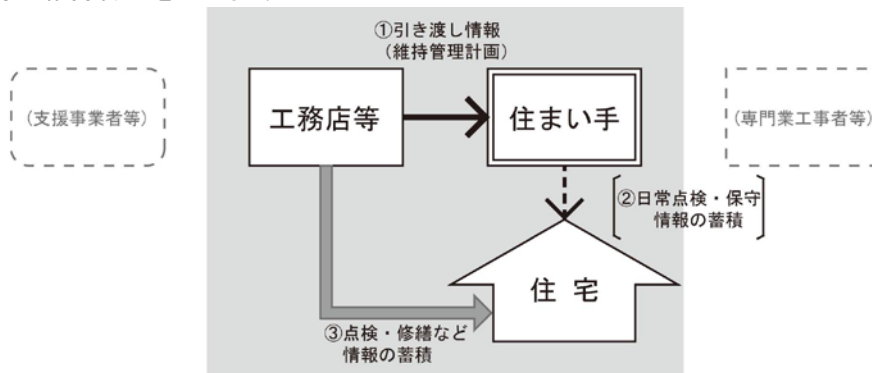 ①引き渡し情報
（維持管理計画）
（支援事業者等）
工務店等
住まい手
（専門業工事者等）
②日常点検・保守
情報の蓄積
住 宅
③点検・修繕など
情報の蓄積